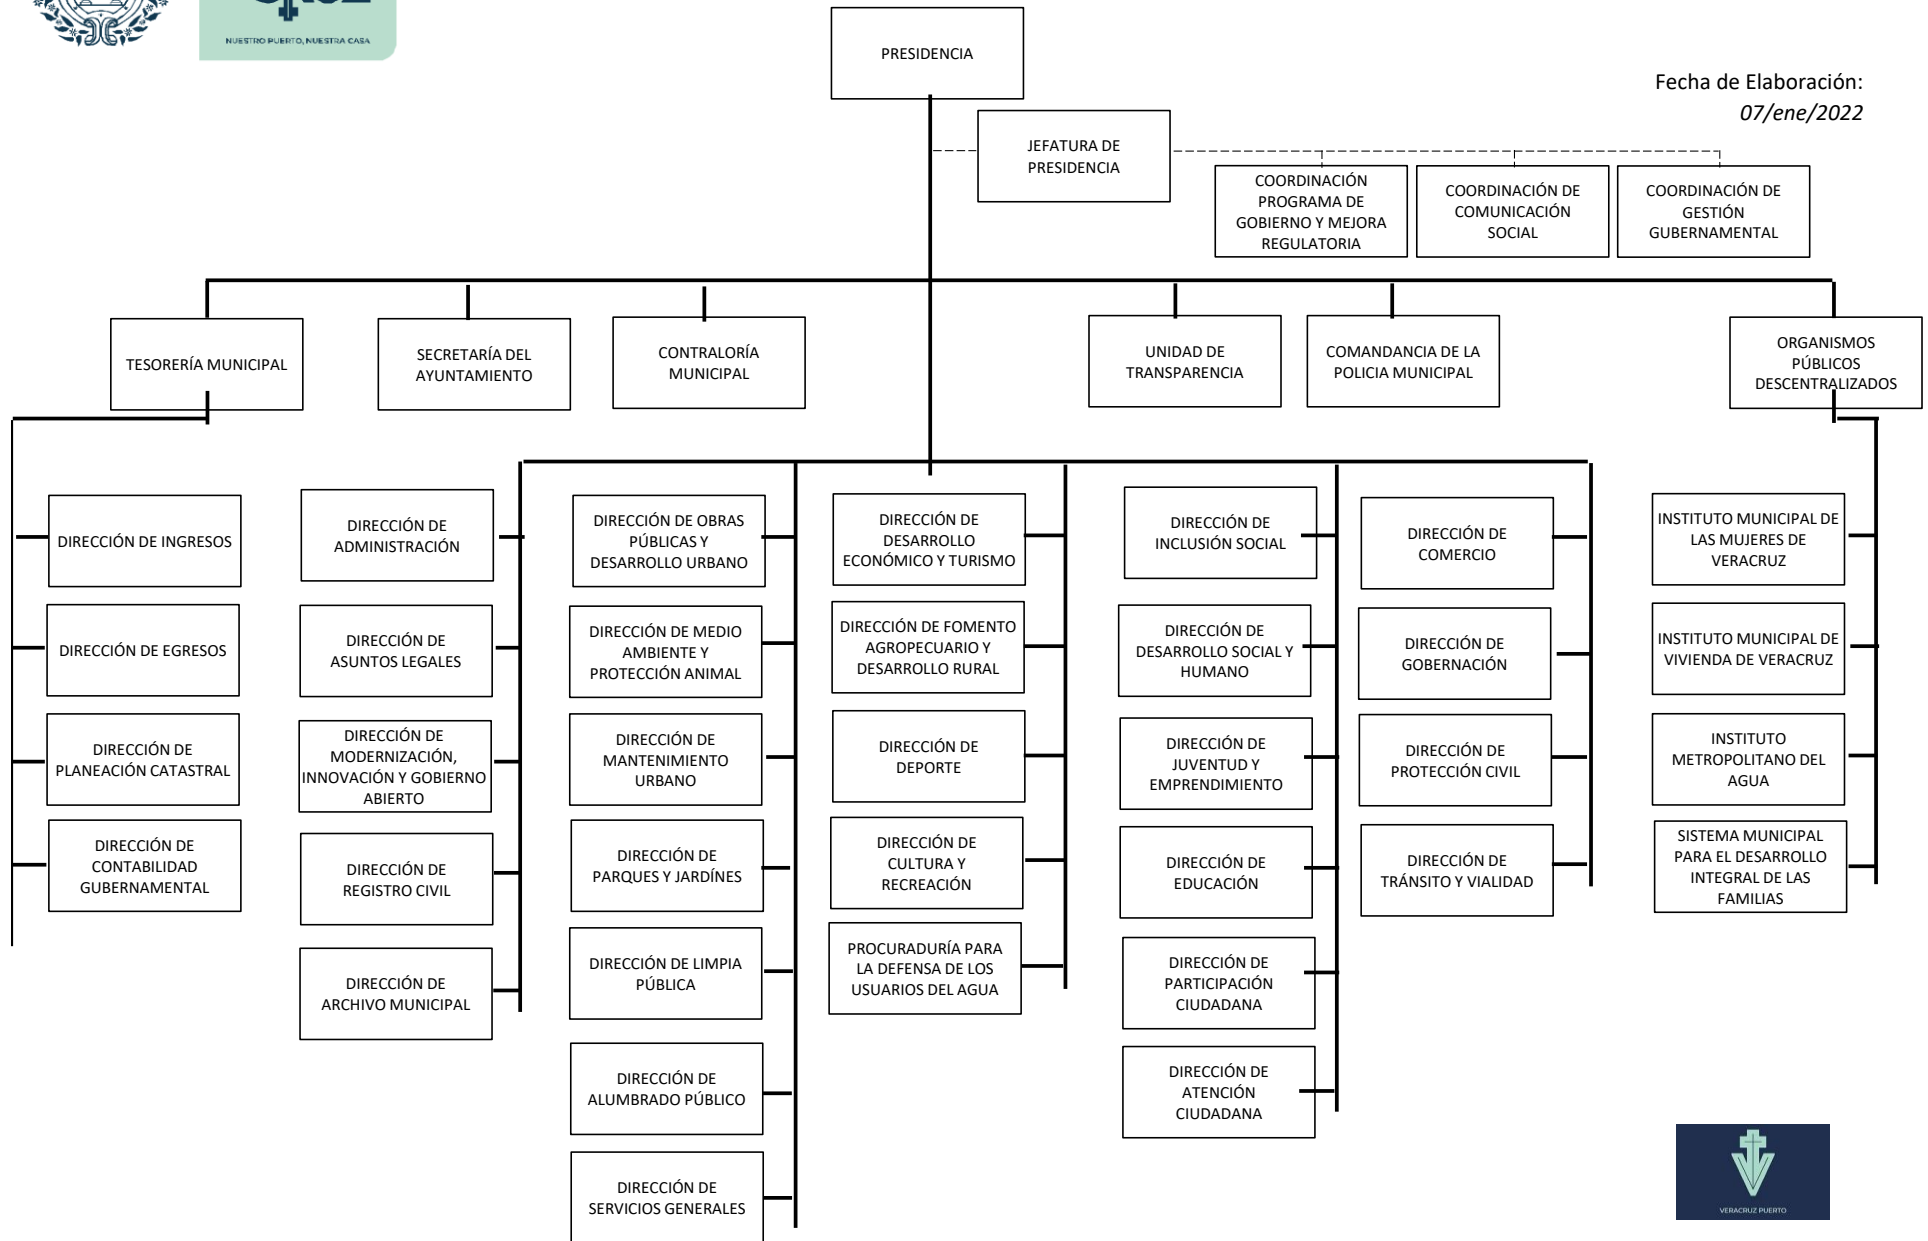 NUESTRO PUERTO, NUESTRA CASA
PRESIDENCIA
Fecha de Elaboración:
07/ene/2022
JEFATURA DE
PRESIDENCIA
COORDINACIÓN
PROGRAMA DE
GOBIERNO Y MEJORA
REGULATORIA
COORDINACIÓN DE
COMUNICACIÓN
SOCIAL
COORDINACIÓN DE
GESTIÓN
GUBERNAMENTAL
TESORERÍA MUNICIPAL
SECRETARÍA DEL
AYUNTAMIENTO
CONTRALORÍA
MUNICIPAL
UNIDAD DE
TRANSPARENCIA
COMANDANCIA DE LA
POLICIA MUNICIPAL
ORGANISMOS
PÚBLICOS
DESCENTRALIZADOS
DIRECCIÓN DE INGRESOS
DIRECCIÓN DE EGRESOS
DIRECCIÓN DE
PLANEACIÓN CATASTRAL
DIRECCIÓN DE
CONTABILIDAD
GUBERNAMENTAL
DIRECCIÓN DE
ADMINISTRACIÓN
DIRECCIÓN DE
ASUNTOS LEGALES
DIRECCIÓN DE
MODERNIZACIÓN,
INNOVACIÓN Y GOBIERNO
ABIERTO
DIRECCIÓN DE
REGISTRO CIVIL
DIRECCIÓN DE
ARCHIVO MUNICIPAL
DIRECCIÓN DE OBRAS
PÚBLICAS Y
DESARROLLO URBANO
DIRECCIÓN DE MEDIO
AMBIENTE Y
PROTECCIÓN ANIMAL
DIRECCIÓN DE
MANTENIMIENTO
URBANO
DIRECCIÓN DE
PARQUES Y JARDÍNES
DIRECCIÓN DE LIMPIA
PÚBLICA
DIRECCIÓN DE
ALUMBRADO PÚBLICO
DIRECCIÓN DE
SERVICIOS GENERALES
DIRECCIÓN DE
DESARROLLO
ECONÓMICO Y TURISMO
DIRECCIÓN DE FOMENTO
AGROPECUARIO Y
DESARROLLO RURAL
DIRECCIÓN DE
DEPORTE
DIRECCIÓN DE
CULTURA Y
RECREACIÓN
PROCURADURÍA PARA
LA DEFENSA DE LOS
USUARIOS DEL AGUA
DIRECCIÓN DE
INCLUSIÓN SOCIAL
DIRECCIÓN DE
DESARROLLO SOCIAL Y
HUMANO
DIRECCIÓN DE
JUVENTUD Y
EMPRENDIMIENTO
DIRECCIÓN DE
EDUCACIÓN
DIRECCIÓN DE
PARTICIPACIÓN
CIUDADANA
DIRECCIÓN DE
ATENCIÓN
CIUDADANA
DIRECCIÓN DE
COMERCIO
DIRECCIÓN DE
GOBERNACIÓN
DIRECCIÓN DE
PROTECCIÓN CIVIL
DIRECCIÓN DE
TRÁNSITO Y VIALIDAD
INSTITUTO MUNICIPAL DE
LAS MUJERES DE
VERACRUZ
INSTITUTO MUNICIPAL DE
VIVIENDA DE VERACRUZ
INSTITUTO
METROPOLITANO DEL
AGUA
SISTEMA MUNICIPAL
PARA EL DESARROLLO
INTEGRAL DE LAS
FAMILIAS
VERACRUZ PUERTO